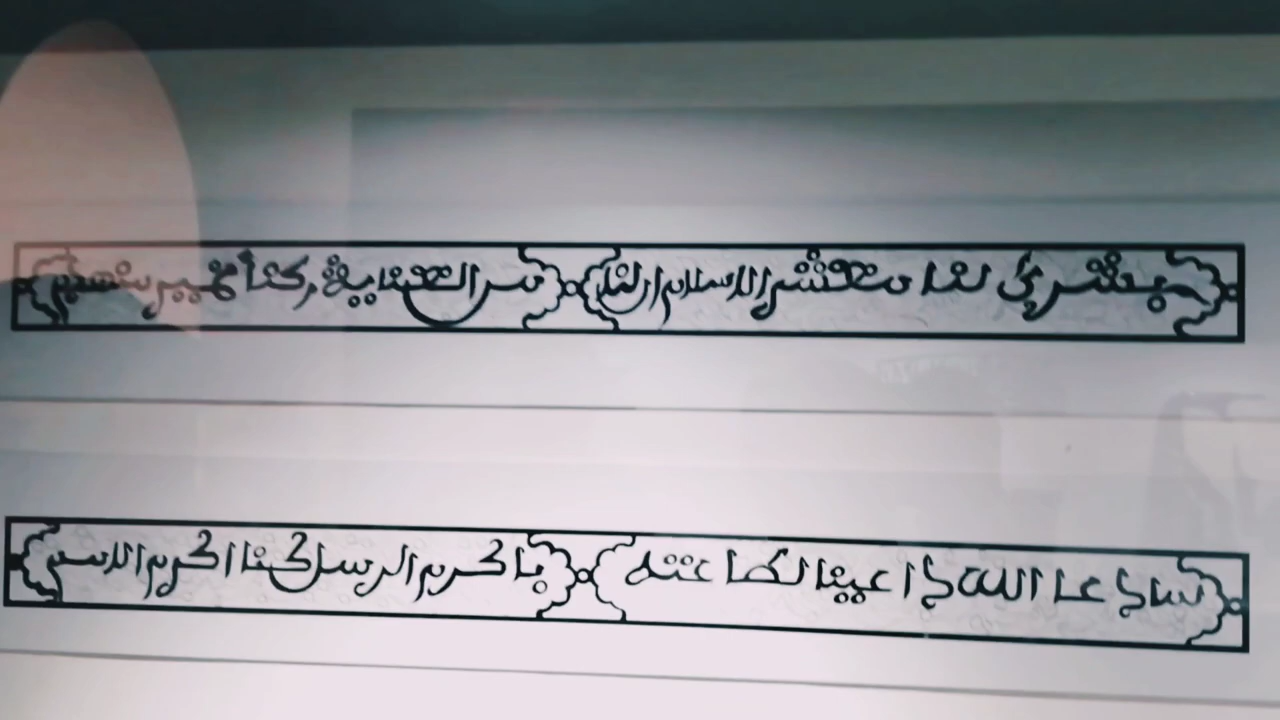 بشرى لنا معشر الاسلام ان لنا من العناية ركنا غير منهدم
لما دعا الله داعينا لطاعته باكرم الرسل كنا اكرم الامم